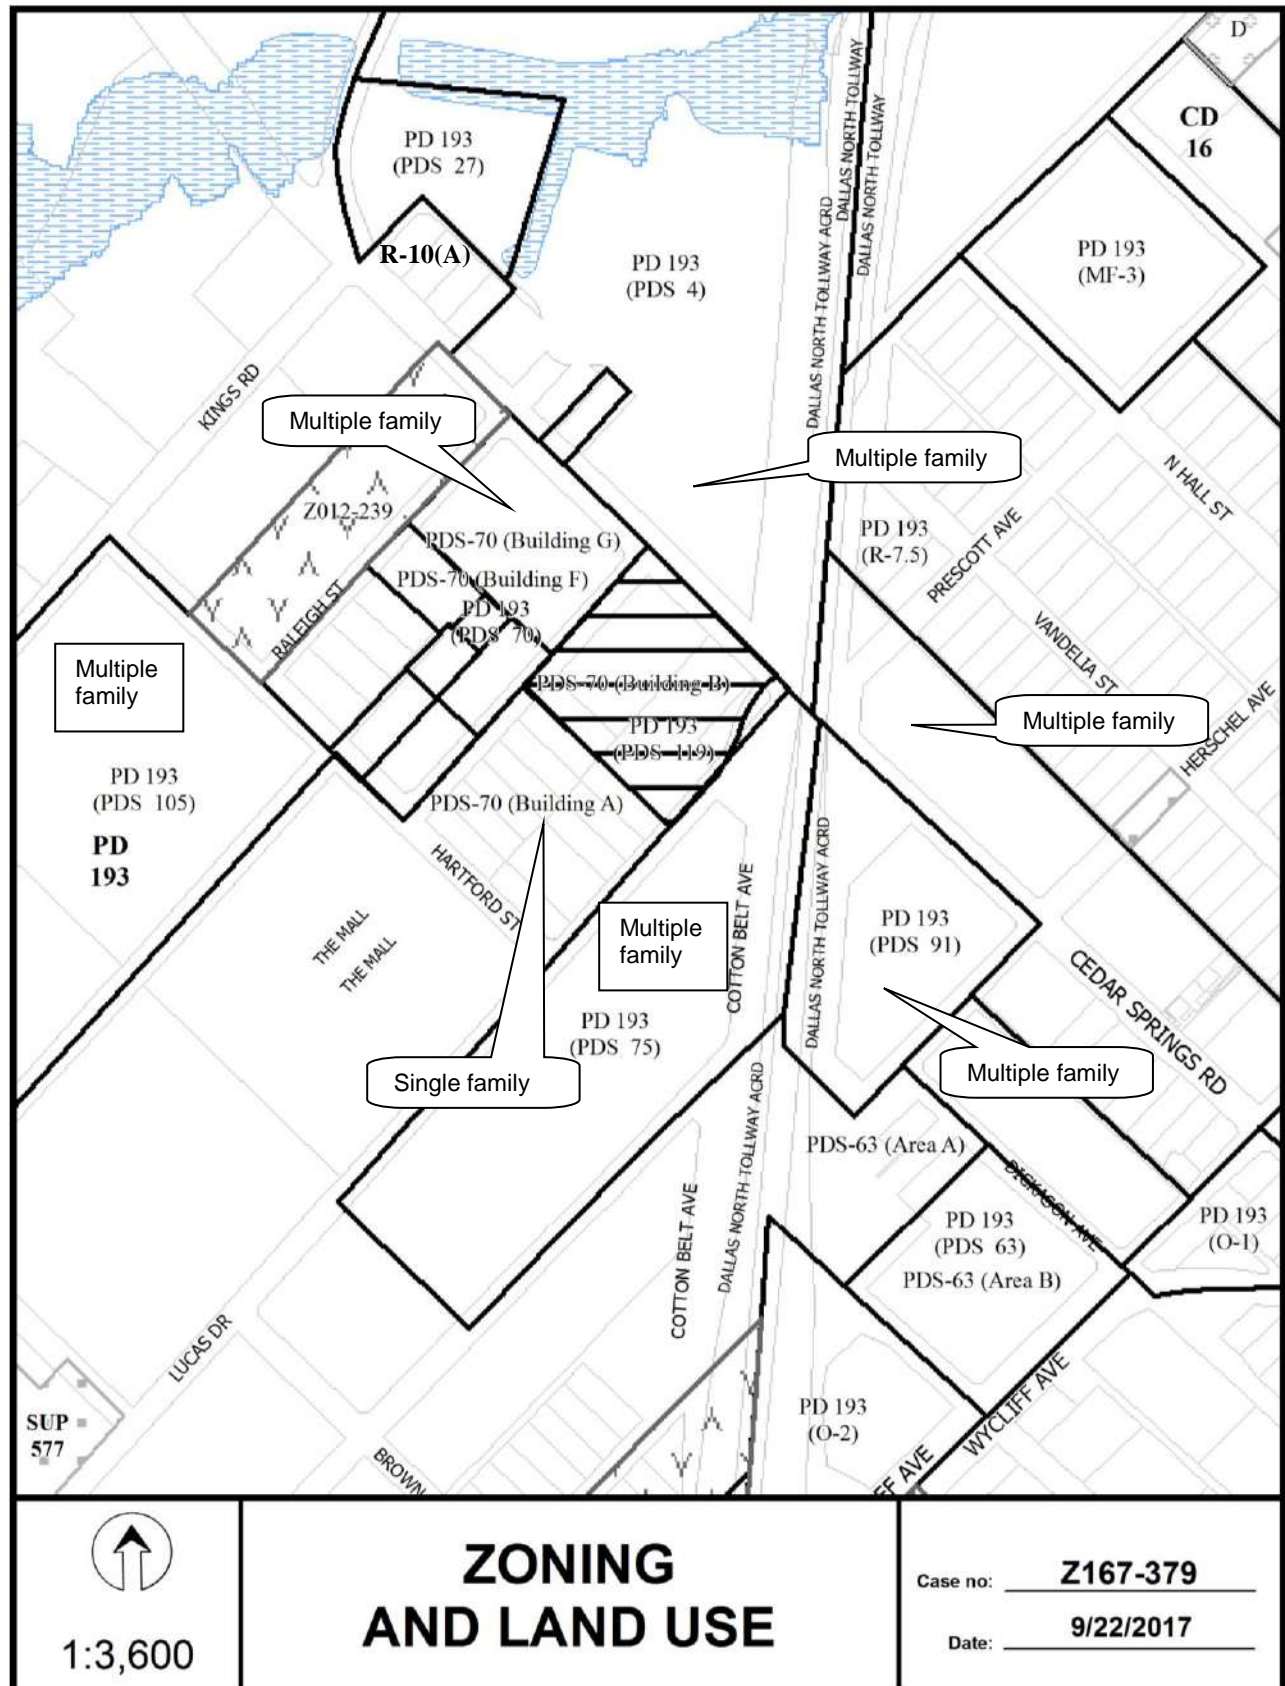 D
CD
16
PD 193
(PDS 27)
R-10(A)
PD 193
(PDS 4)
PD 193
(MF-3)
DALLAS NORTH TOLLWAY
DALLAS NORTH TOLLWAY
DALLAS NORTH TOLLWAY ACRD
KINGS RD
Multiple family
Multiple family
N HALL ST
Z012-239
PD 193
(R-7.5)
PRESCOTT AVE
PDS-70 (Building G)
PDS-70 (Building F)
PD 193
(PDS 70)
RALEIGH ST
VANDELIA ST
Multiple
family
PDS-70 (Building B)
PD 193
(PDS 119)
Multiple family
HERSCHEL AVE
PD 193
(PDS 105)
PD
193
PDS-70 (Building A)
HARTFORD ST
THE MALL
THE MALL
Multiple
family
COTTON BELT AVE
DALLAS NORTH TOLLWAY ACRD
PD 193
(PDS 91)
CEDAR SPRINGS RD
PD 193
(PDS 75)
Single family
Multiple family
DALLAS NORTH TOLLWAY ACRD
PDS-63 (Area A)
DICKASON AVE
COTTON BELT AVE
PD 193
(PDS 63)
PDS-63 (Area B)
PD 193
(O-1)
LUCAS DR
WYCLIFF AVE
SUP
577
PD 193
(O-2)
BROWN
FF AVE
ZONING
AND LAND USE
1:3,600
Case no: Z167-379
Date: 9/22/2017